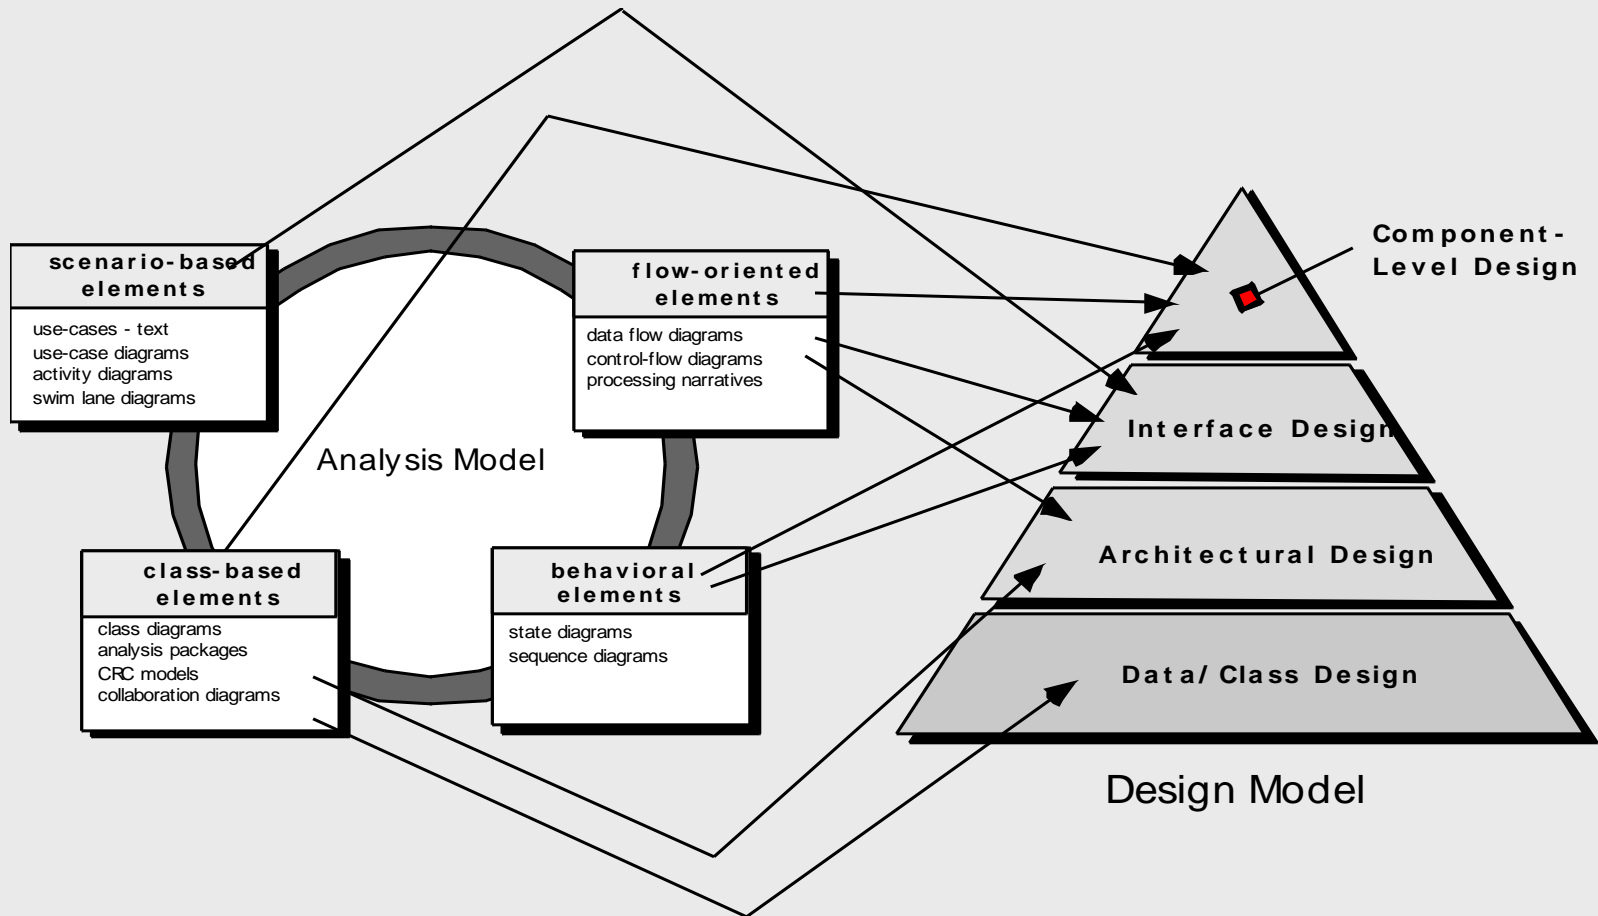 scenario-based
elements
use-cases - text
use-case diagrams
activity diagrams
swim lane diagrams
flow-oriented
elements
data flow diagrams
control-flow diagrams
processing narratives
Analysis Model
class-based
elements
class diagrams
analysis packages
CRC models
collaboration diagrams
behavioral
elements
state diagrams
sequence diagrams
Component-
Level Design
Interface Design
Architectural Design
Data/ Class Design
Design Model